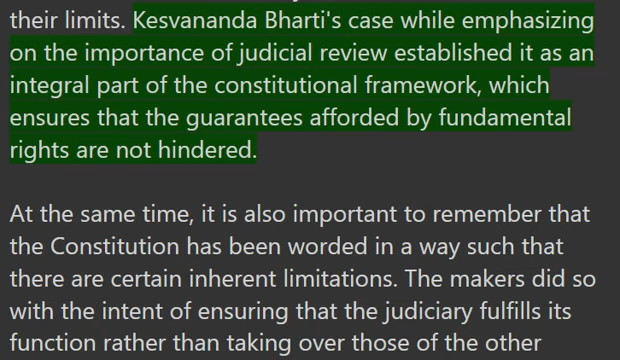 their limits. Kesvananda Bharti's case while emphasizing
on the importance of judicial review established it as an
integral part of the constitutional framework, which
ensures that the guarantees afforded by fundamental
rights are not hindered.
At the same time, it is also important to remember that
the Constitution has been worded in a way such that
there are certain inherent limitations. The makers did so
with the intent of ensuring that the judiciary fulfills its
function rather than taking over those of the other